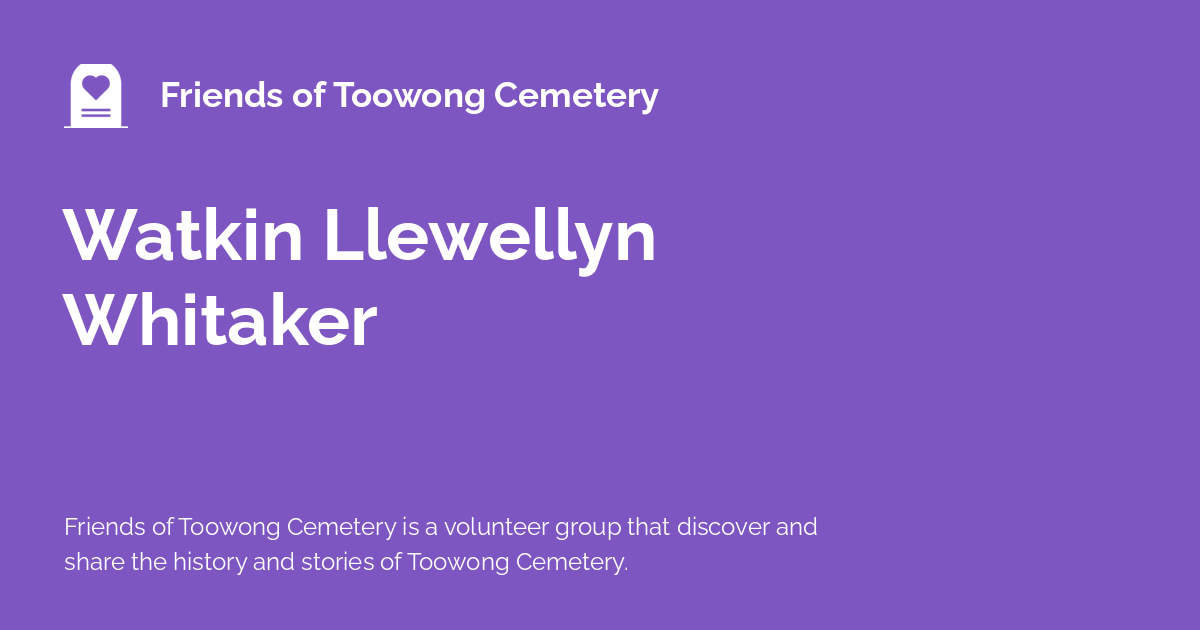 Friends of Toowong Cemetery
Watkin Llewellyn
Whitaker
Friends of Toowong Cemetery is a volunteer group that discover and
share the history and stories of Toowong Cemetery.